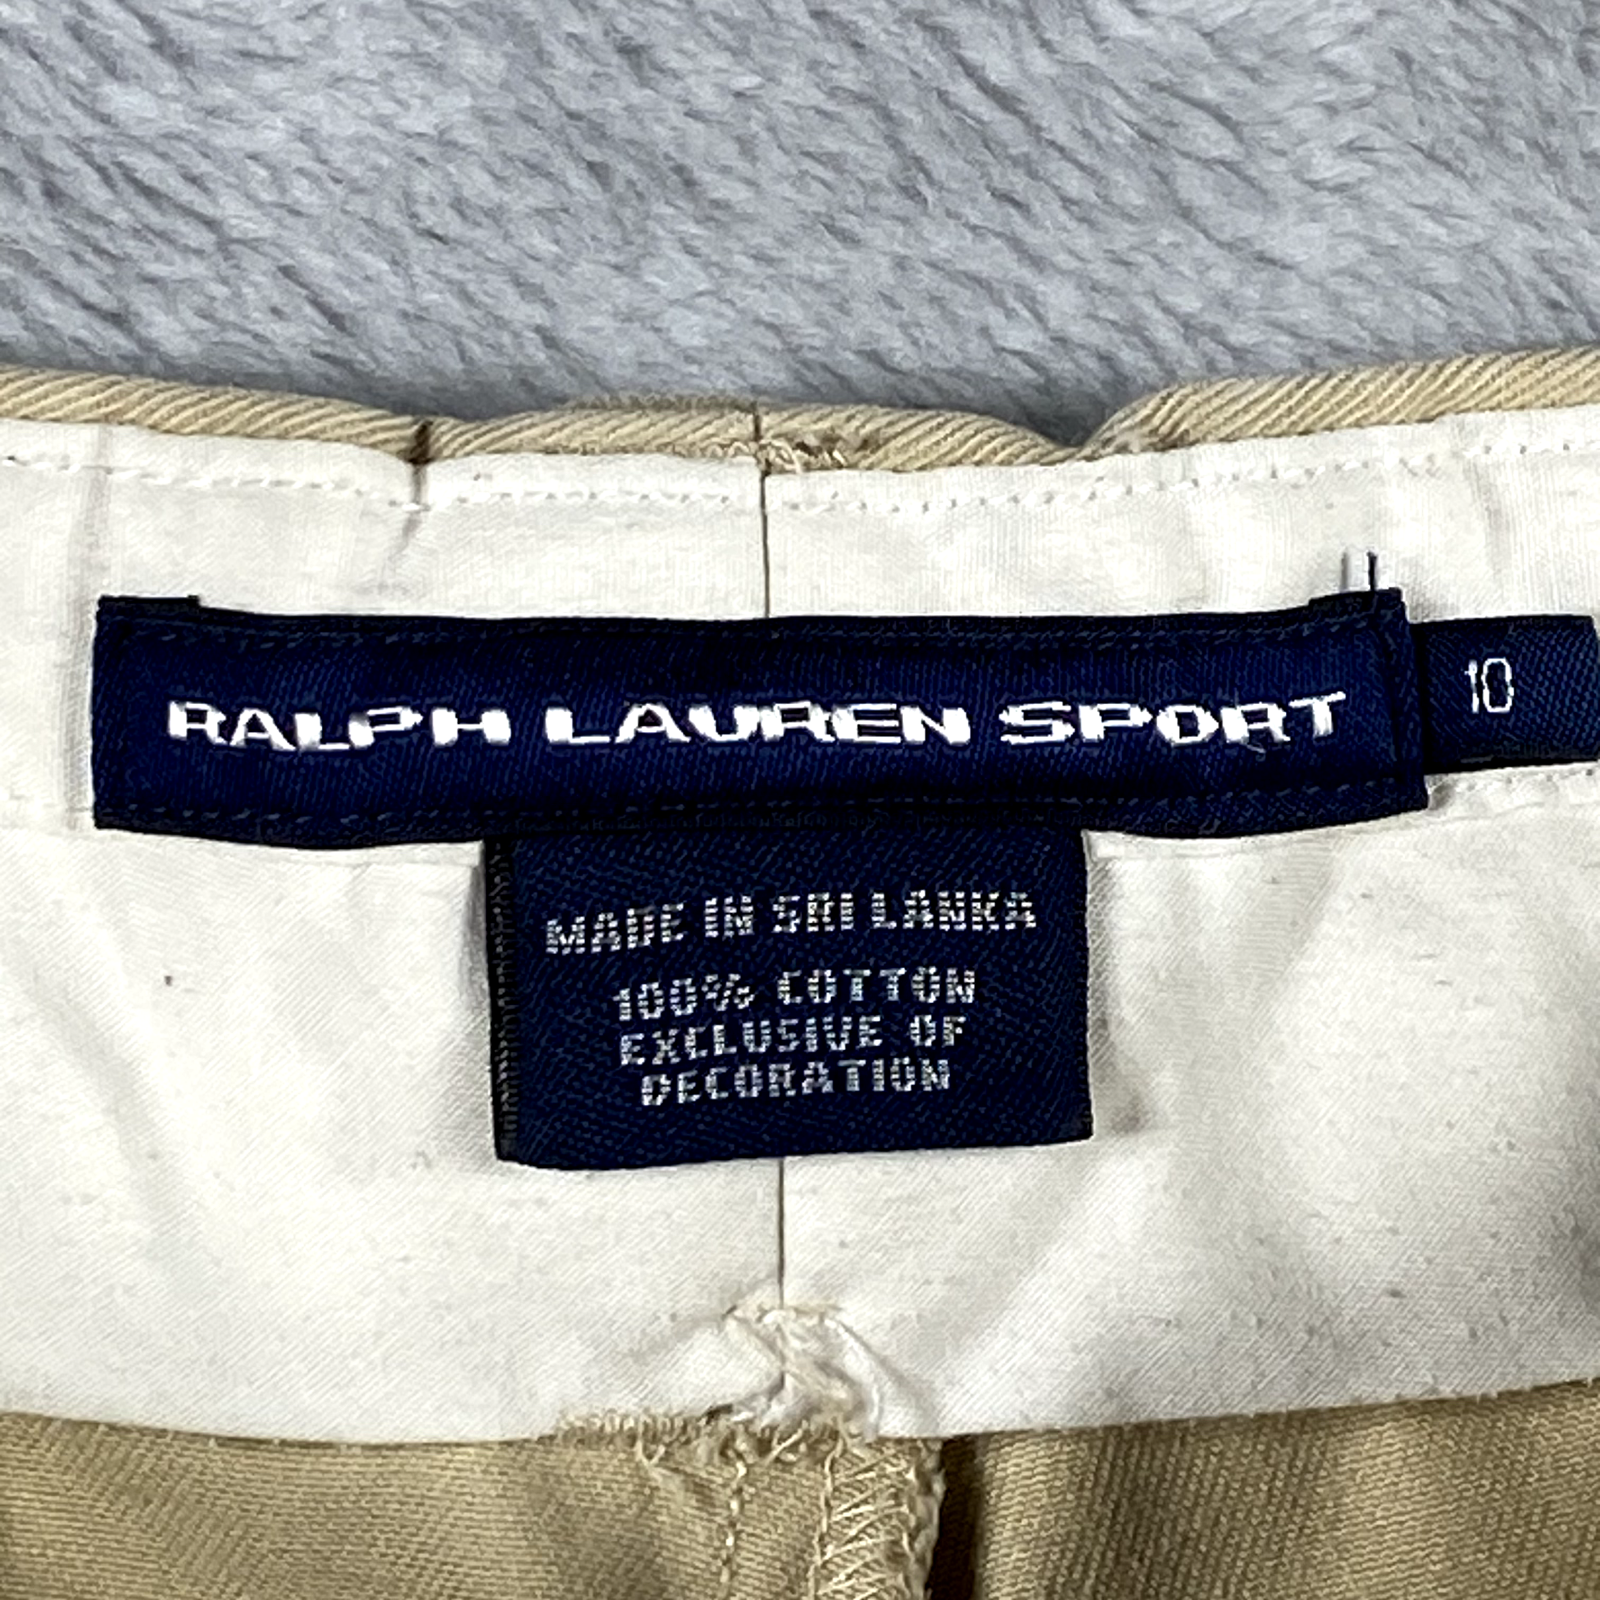 RALPH LAUREN SPORT
10
MADE IN SRI LANKA
100% COTTON
EXCLUSIVE OF
DECORATION